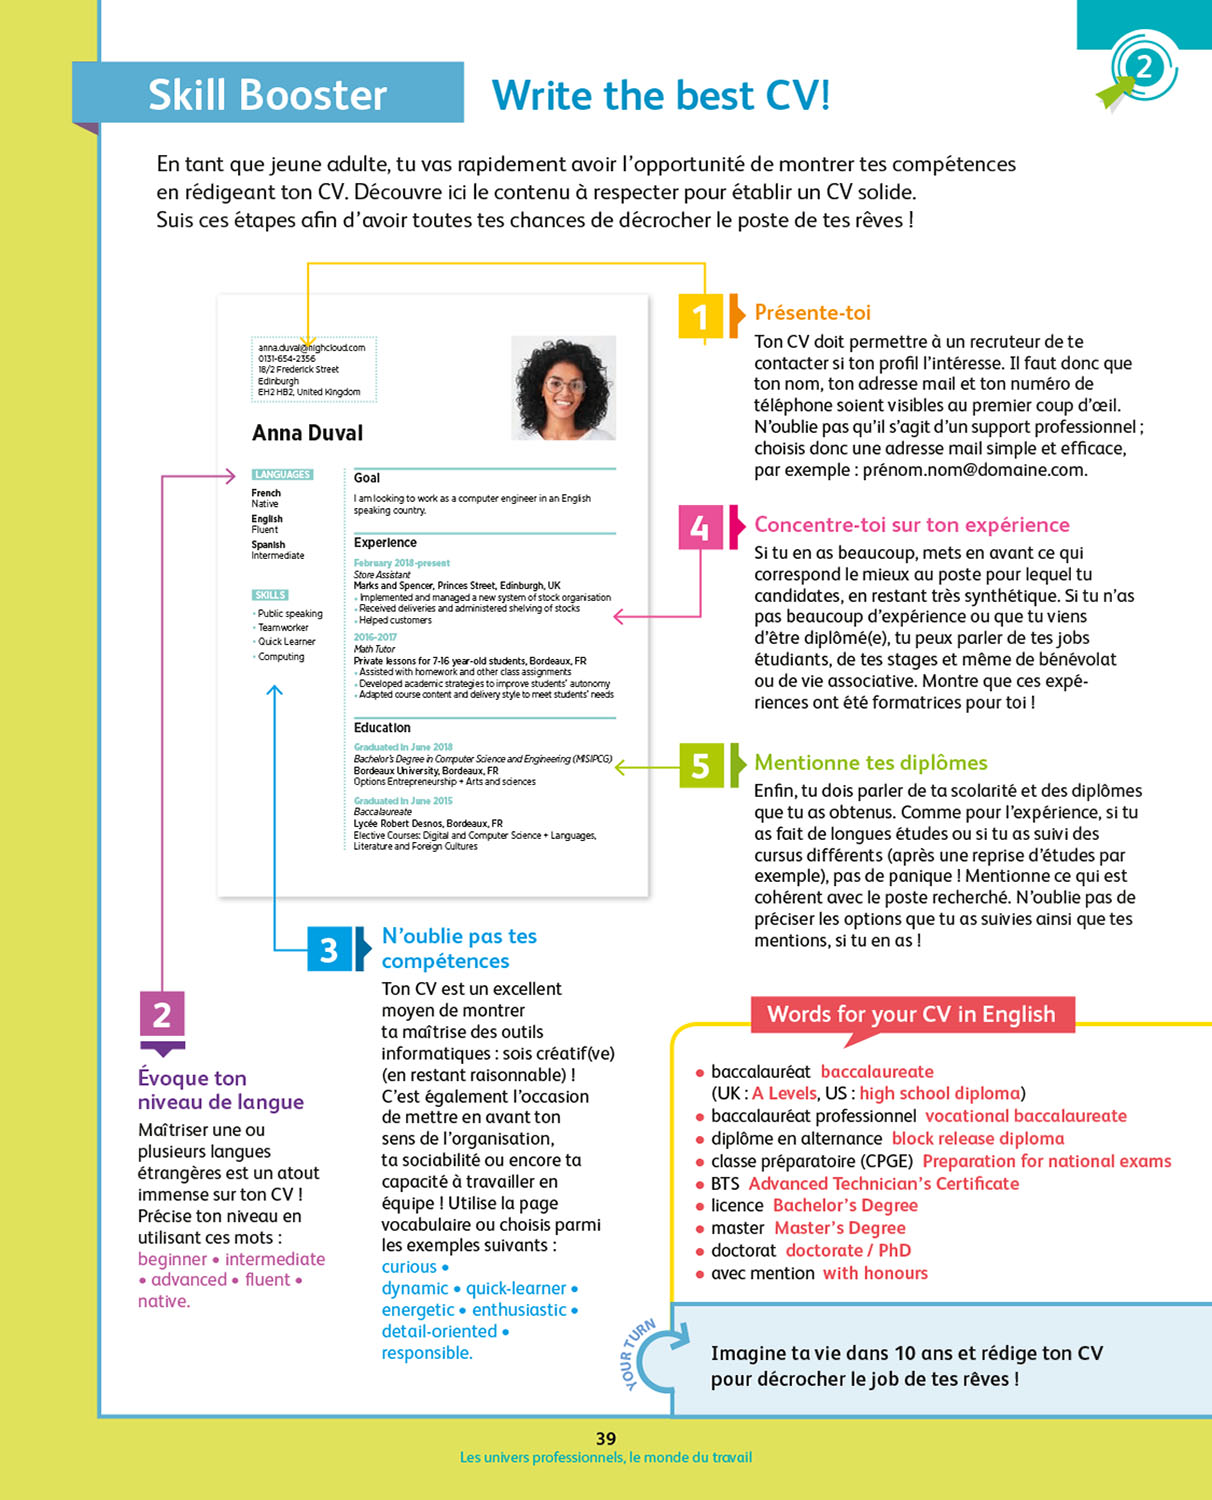 2
Skill Booster
Write the best CV!
En tant que jeune adulte, tu vas rapidement avoir l'opportunité de montrer tes compétences
en rédigeant ton CV. Découvre ici le contenu à respecter pour établir un CV solide.
Suis ces étapes afin d'avoir toutes tes chances de décrocher le poste de tes rêves !
anna.duval@highcloud.com
0131-654-2356
18/2 Frederick Street
Edinburgh
EH2 HB2, United Kingdom
Anna Duval
LANGUAGES
French
Native
English
Fluent
Spanish
Intermediate
SKILLS
• Public speaking
• Teamworker
• Quick Learner
• Computing
Goal
I am looking to work as a computer engineer in an English
speaking country.
Experience
February 2018-present
Store Assistant
Marks and Spencer, Princes Street, Edinburgh, UK
• Implemented and managed a new system of stock organisation
• Received deliveries and administered shelving of stocks
• Helped customers
2016-2017
Math Tutor
Private lessons for 7-16 year-old students, Bordeaux, FR
• Assisted with homework and other class assignments
• Developed academic strategies to improve students' autonomy
• Adapted course content and delivery style to meet students' needs
Education
Graduated in June 2018
Bachelor's Degree in Computer Science and Engineering (MISIPCG)
Bordeaux University, Bordeaux, FR
Options Entrepreneurship + Arts and sciences
Graduated in June 2015
Baccalaureate
Lycée Robert Desnos, Bordeaux, FR
Elective Courses: Digital and Computer Science + Languages,
Literature and Foreign Cultures
1
Présente-toi
Ton CV doit permettre à un recruteur de te
contacter si ton profil l'intéresse. Il faut donc que
ton nom, ton adresse mail et ton numéro de
téléphone soient visibles au premier coup d'œil.
N'oublie pas qu'il s'agit d'un support professionnel ;
choisis donc une adresse mail simple et efficace,
par exemple : prénom.nom@domaine.com.
4
Concentre-toi sur ton expérience
Si tu en as beaucoup, mets en avant ce qui
correspond le mieux au poste pour lequel tu
candidates, en restant très synthétique. Si tu n'as
pas beaucoup d'expérience ou que tu viens
d'être diplômé(e), tu peux parler de tes jobs
étudiants, de tes stages et même de bénévolat
ou de vie associative. Montre que ces expé-
riences ont été formatrices pour toi !
5
Mentionne tes diplômes
Enfin, tu dois parler de ta scolarité et des diplômes
que tu as obtenus. Comme pour l'expérience, si tu
as fait de longues études ou si tu as suivi des
cursus différents (après une reprise d'études par
exemple), pas de panique ! Mentionne ce qui est
cohérent avec le poste recherché. N'oublie pas de
préciser les options que tu as suivies ainsi que tes
mentions, si tu en as !
2
Évoque ton
niveau de langue
Maîtriser une ou
plusieurs langues
étrangères est un atout
immense sur ton CV !
Précise ton niveau en
utilisant ces mots :
beginner • intermediate
• advanced • fluent •
native.
3
N'oublie pas tes
compétences
Ton CV est un excellent
moyen de montrer
ta maîtrise des outils
informatiques : sois créatif(ve)
(en restant raisonnable) !
C'est également l'occasion
de mettre en avant ton
sens de l'organisation,
ta sociabilité ou encore ta
capacité à travailler en
équipe ! Utilise la page
vocabulaire ou choisis parmi
les exemples suivants :
curious •
dynamic • quick-learner •
energetic • enthusiastic •
detail-oriented •
responsible.
Words for your CV in English
• baccalauréat baccalaureate
(UK : A Levels, US : high school diploma)
• baccalauréat professionnel vocational baccalaureate
• diplôme en alternance block release diploma
• classe préparatoire (CPGE) Preparation for national exams
• BTS Advanced Technician's Certificate
• licence Bachelor's Degree
• master Master's Degree
• doctorat doctorate / PhD
• avec mention with honours
YOUR TURN
Imagine ta vie dans 10 ans et rédige ton CV
pour décrocher le job de tes rêves !
39
Les univers professionnels, le monde du travail